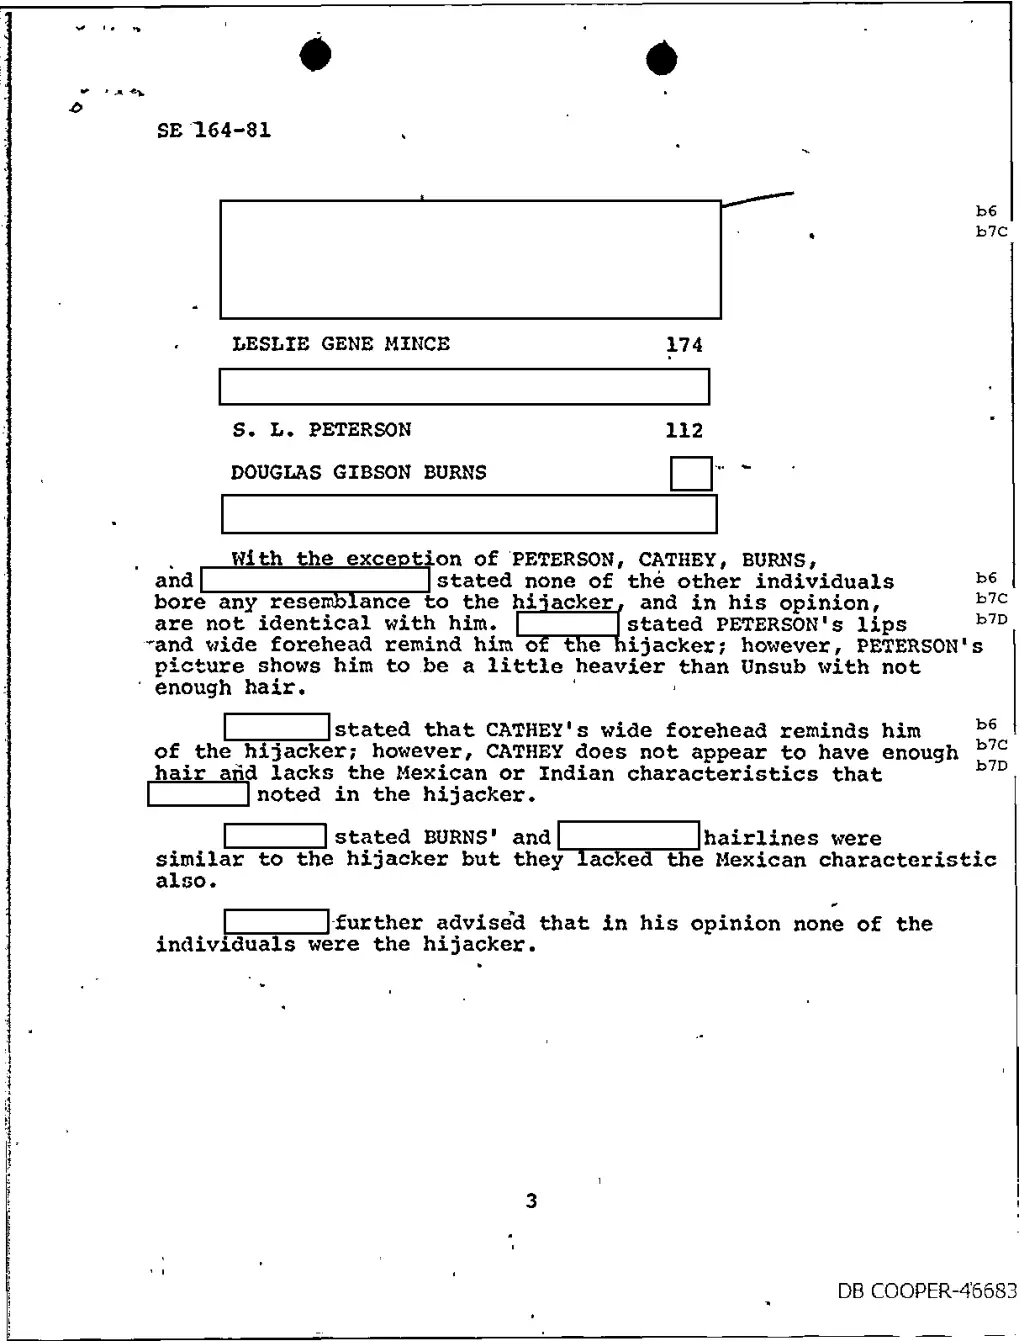 SE 164-81
b6
b7C
LESLIE GENE MINCE 174
S. L. PETERSON 112
DOUGLAS GIBSON BURNS
With the exception of PETERSON, CATHEY, BURNS,
and stated none of the other individuals b6
bore any resemblance to the hijacker, and in his opinion, b7C
are not identical with him. stated PETERSON'S lips b7D
and wide forehead remind him of the hijacker; however, PETERSON'S
picture shows him to be a little heavier than Unsub with not
enough hair.
stated that CATHEY'S wide forehead reminds him b6
of the hijacker; however, CATHEY does not appear to have enough b7C
hair and lacks the Mexican or Indian characteristics that b7D
noted in the hijacker.
stated BURNS' and hairlines were
similar to the hijacker but they lacked the Mexican characteristic
also.
further advised that in his opinion none of the
individuals were the hijacker.
3
DB COOPER-46683